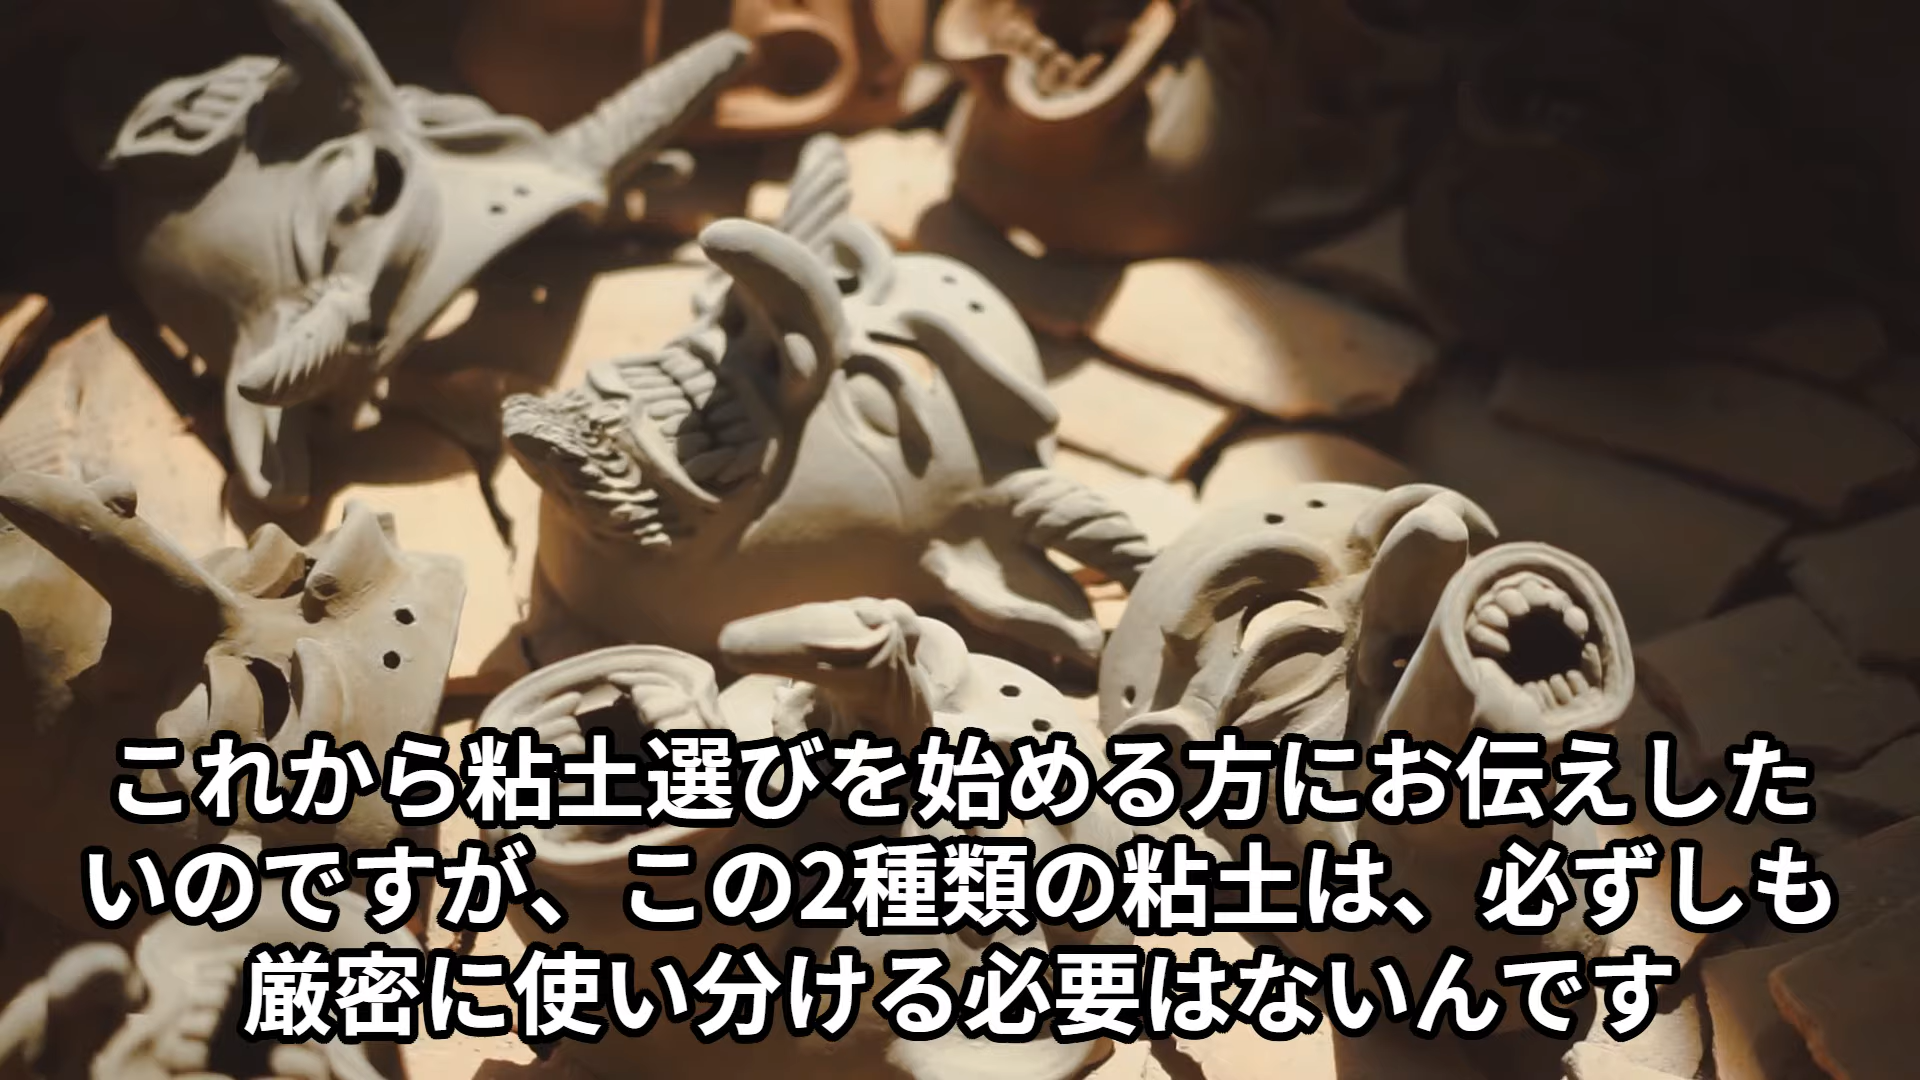 これから粘土選びを始める方にお伝えした
いのですが、この2種類の粘土は、必ずしも
厳密に使い分ける必要はないんです